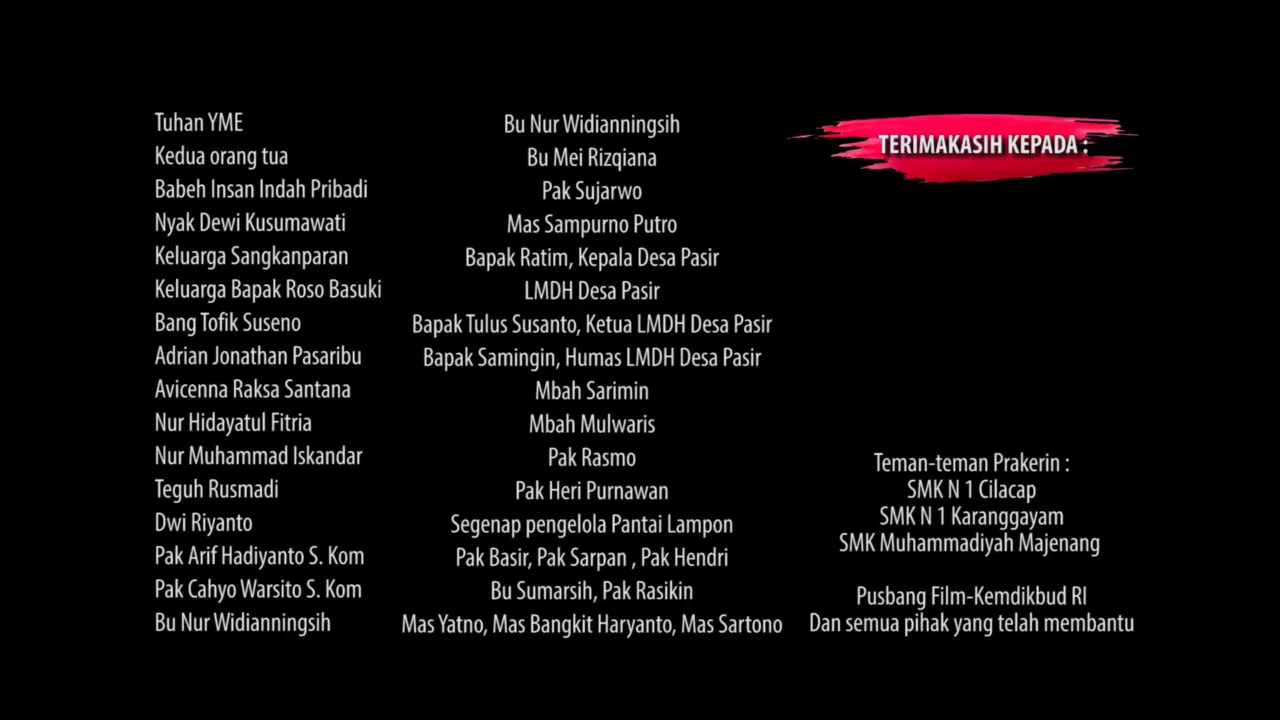 TERIMAKASIH KEPADA :
Tuhan YME
Kedua orang tua
Babeh Insan Indah Pribadi
Nyak Dewi Kusumawati
Keluarga Sangkanparan
Keluarga Bapak Roso Basuki
Bang Tofik Suseno
Adrian Jonathan Pasaribu
Avicenna Raksa Santana
Nur Hidayatul Fitria
Nur Muhammad Iskandar
Teguh Rusmadi
Dwi Riyanto
Pak Arif Hadiyanto S. Kom
Pak Cahyo Warsito S. Kom
Bu Nur Widianningsih
Bu Nur Widianningsih
Bu Mei Rizqiana
Pak Sujarwo
Mas Sampurno Putro
Bapak Ratim, Kepala Desa Pasir
LMDH Desa Pasir
Bapak Tulus Susanto, Ketua LMDH Desa Pasir
Bapak Samingin, Humas LMDH Desa Pasir
Mbah Sarimin
Mbah Mulwaris
Pak Rasmo
Pak Heri Purnawan
Segenap pengelola Pantai Lampon
Pak Basir, Pak Sarpan , Pak Hendri
Bu Sumarsih, Pak Rasikin
Mas Yatno, Mas Bangkit Haryanto, Mas Sartono
Teman-teman Prakerin :
SMK N 1 Cilacap
SMK N 1 Karanggayam
SMK Muhammadiyah Majenang
Pusbang Film-Kemdikbud RI
Dan semua pihak yang telah membantu